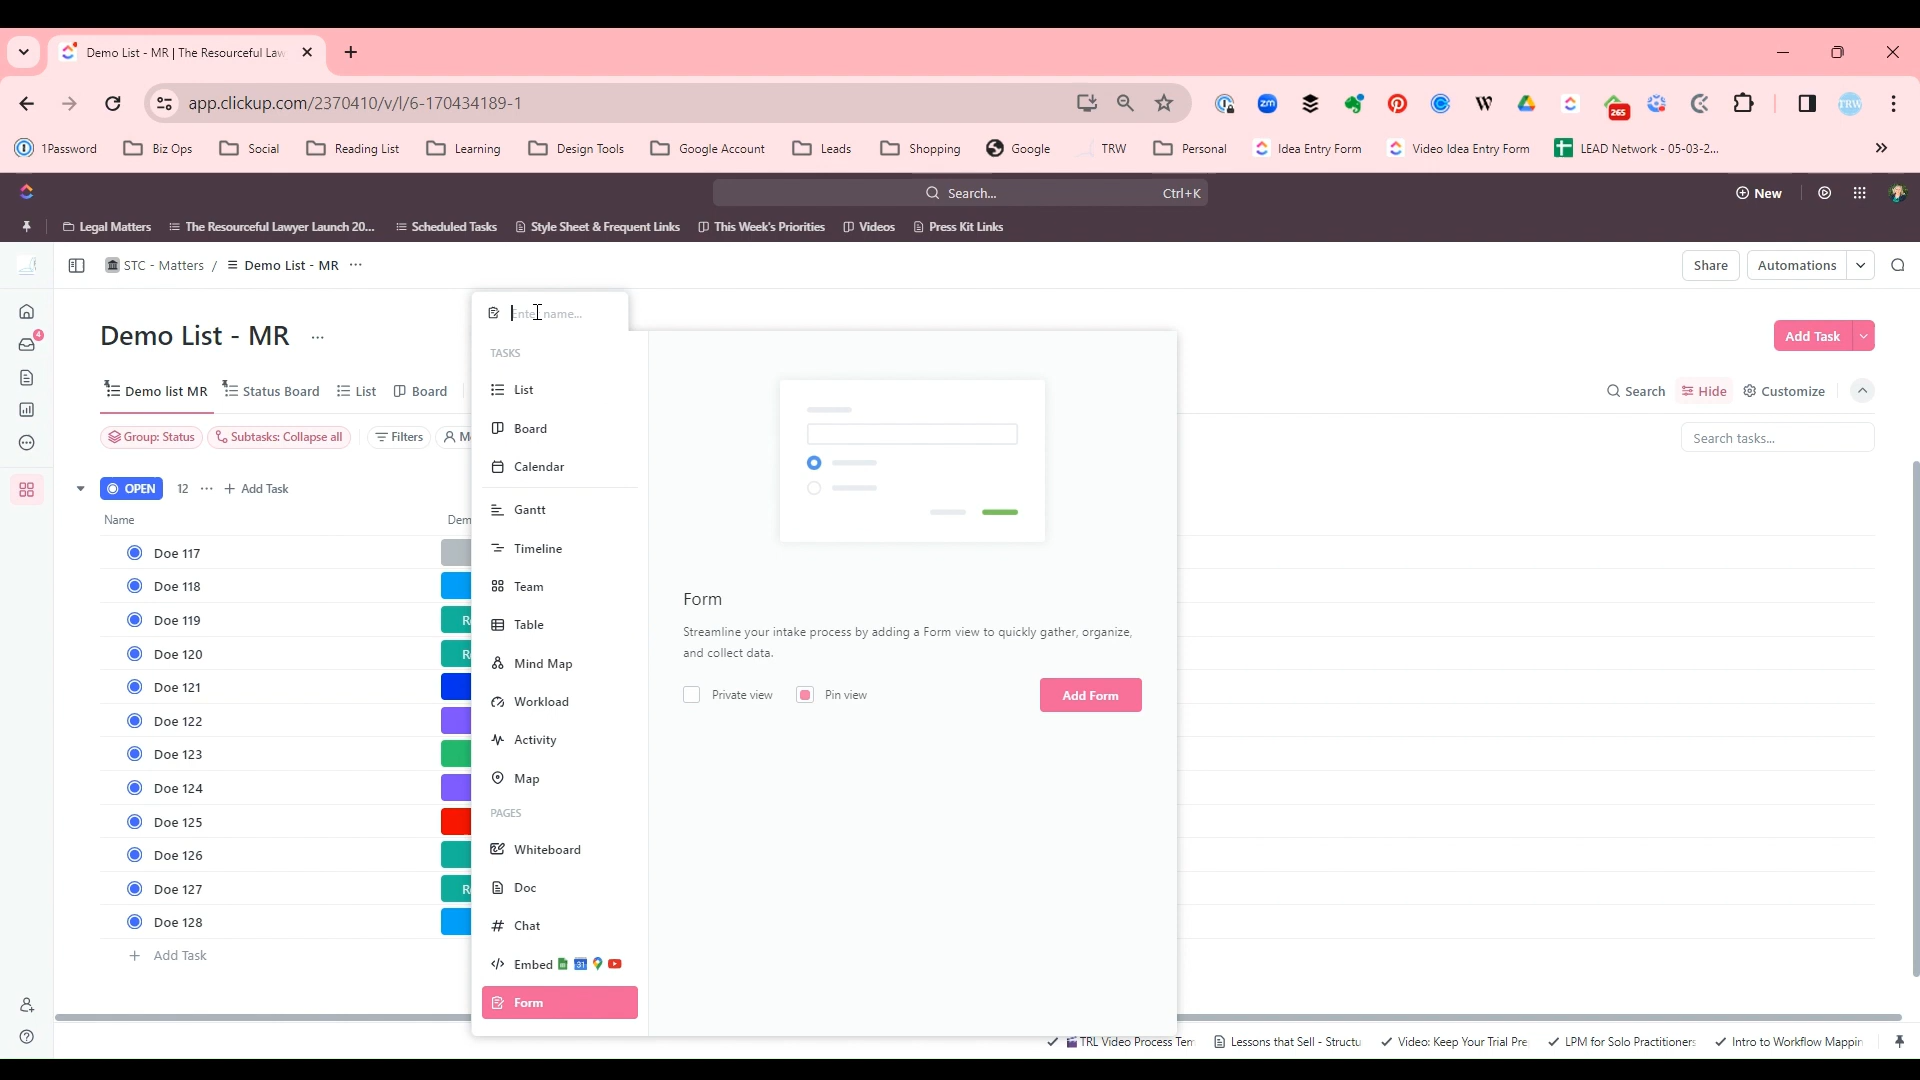 Demo List - MR | The Resourceful Law
app.clickup.com/2370410/v/l/6-170434189-1
zm
W
265
TRW
1Password
Biz Ops
Social
Reading List
Learning
Design Tools
Google Account
Leads
Shopping
Google
TRW
Personal
Idea Entry Form
Video Idea Entry Form
LEAD Network - 05-03-2...
Search...
Ctrl+K
New
Legal Matters
The Resourceful Lawyer Launch 20...
Scheduled Tasks
Style Sheet & Frequent Links
This Week's Priorities
Videos
Press Kit Links
STC - Matters / Demo List - MR ...
Share
Automations
4
Demo List - MR ...
Add Task
Demo list MR
Status Board
List
Board
Search
Hide
Customize
Group: Status
Subtasks: Collapse all
Filters
M
Search tasks...
OPEN
12 ... + Add Task
Name
Dem
Doe 117
Doe 118
Doe 119
R
Doe 120
R
Doe 121
Doe 122
Doe 123
Doe 124
Doe 125
Doe 126
Doe 127
R
Doe 128
+ Add Task
Enter name...
TASKS
List
Board
Calendar
Gantt
Timeline
Team
Table
Mind Map
Workload
Activity
Map
PAGES
Whiteboard
Doc
# Chat
</> Embed
31
Form
Form
Streamline your intake process by adding a Form view to quickly gather, organize,
and collect data.
Private view
Pin view
Add Form
TRL Video Process Tem
Lessons that Sell - Structu
Video: Keep Your Trial Pre
LPM for Solo Practitioners
Intro to Workflow Mappin